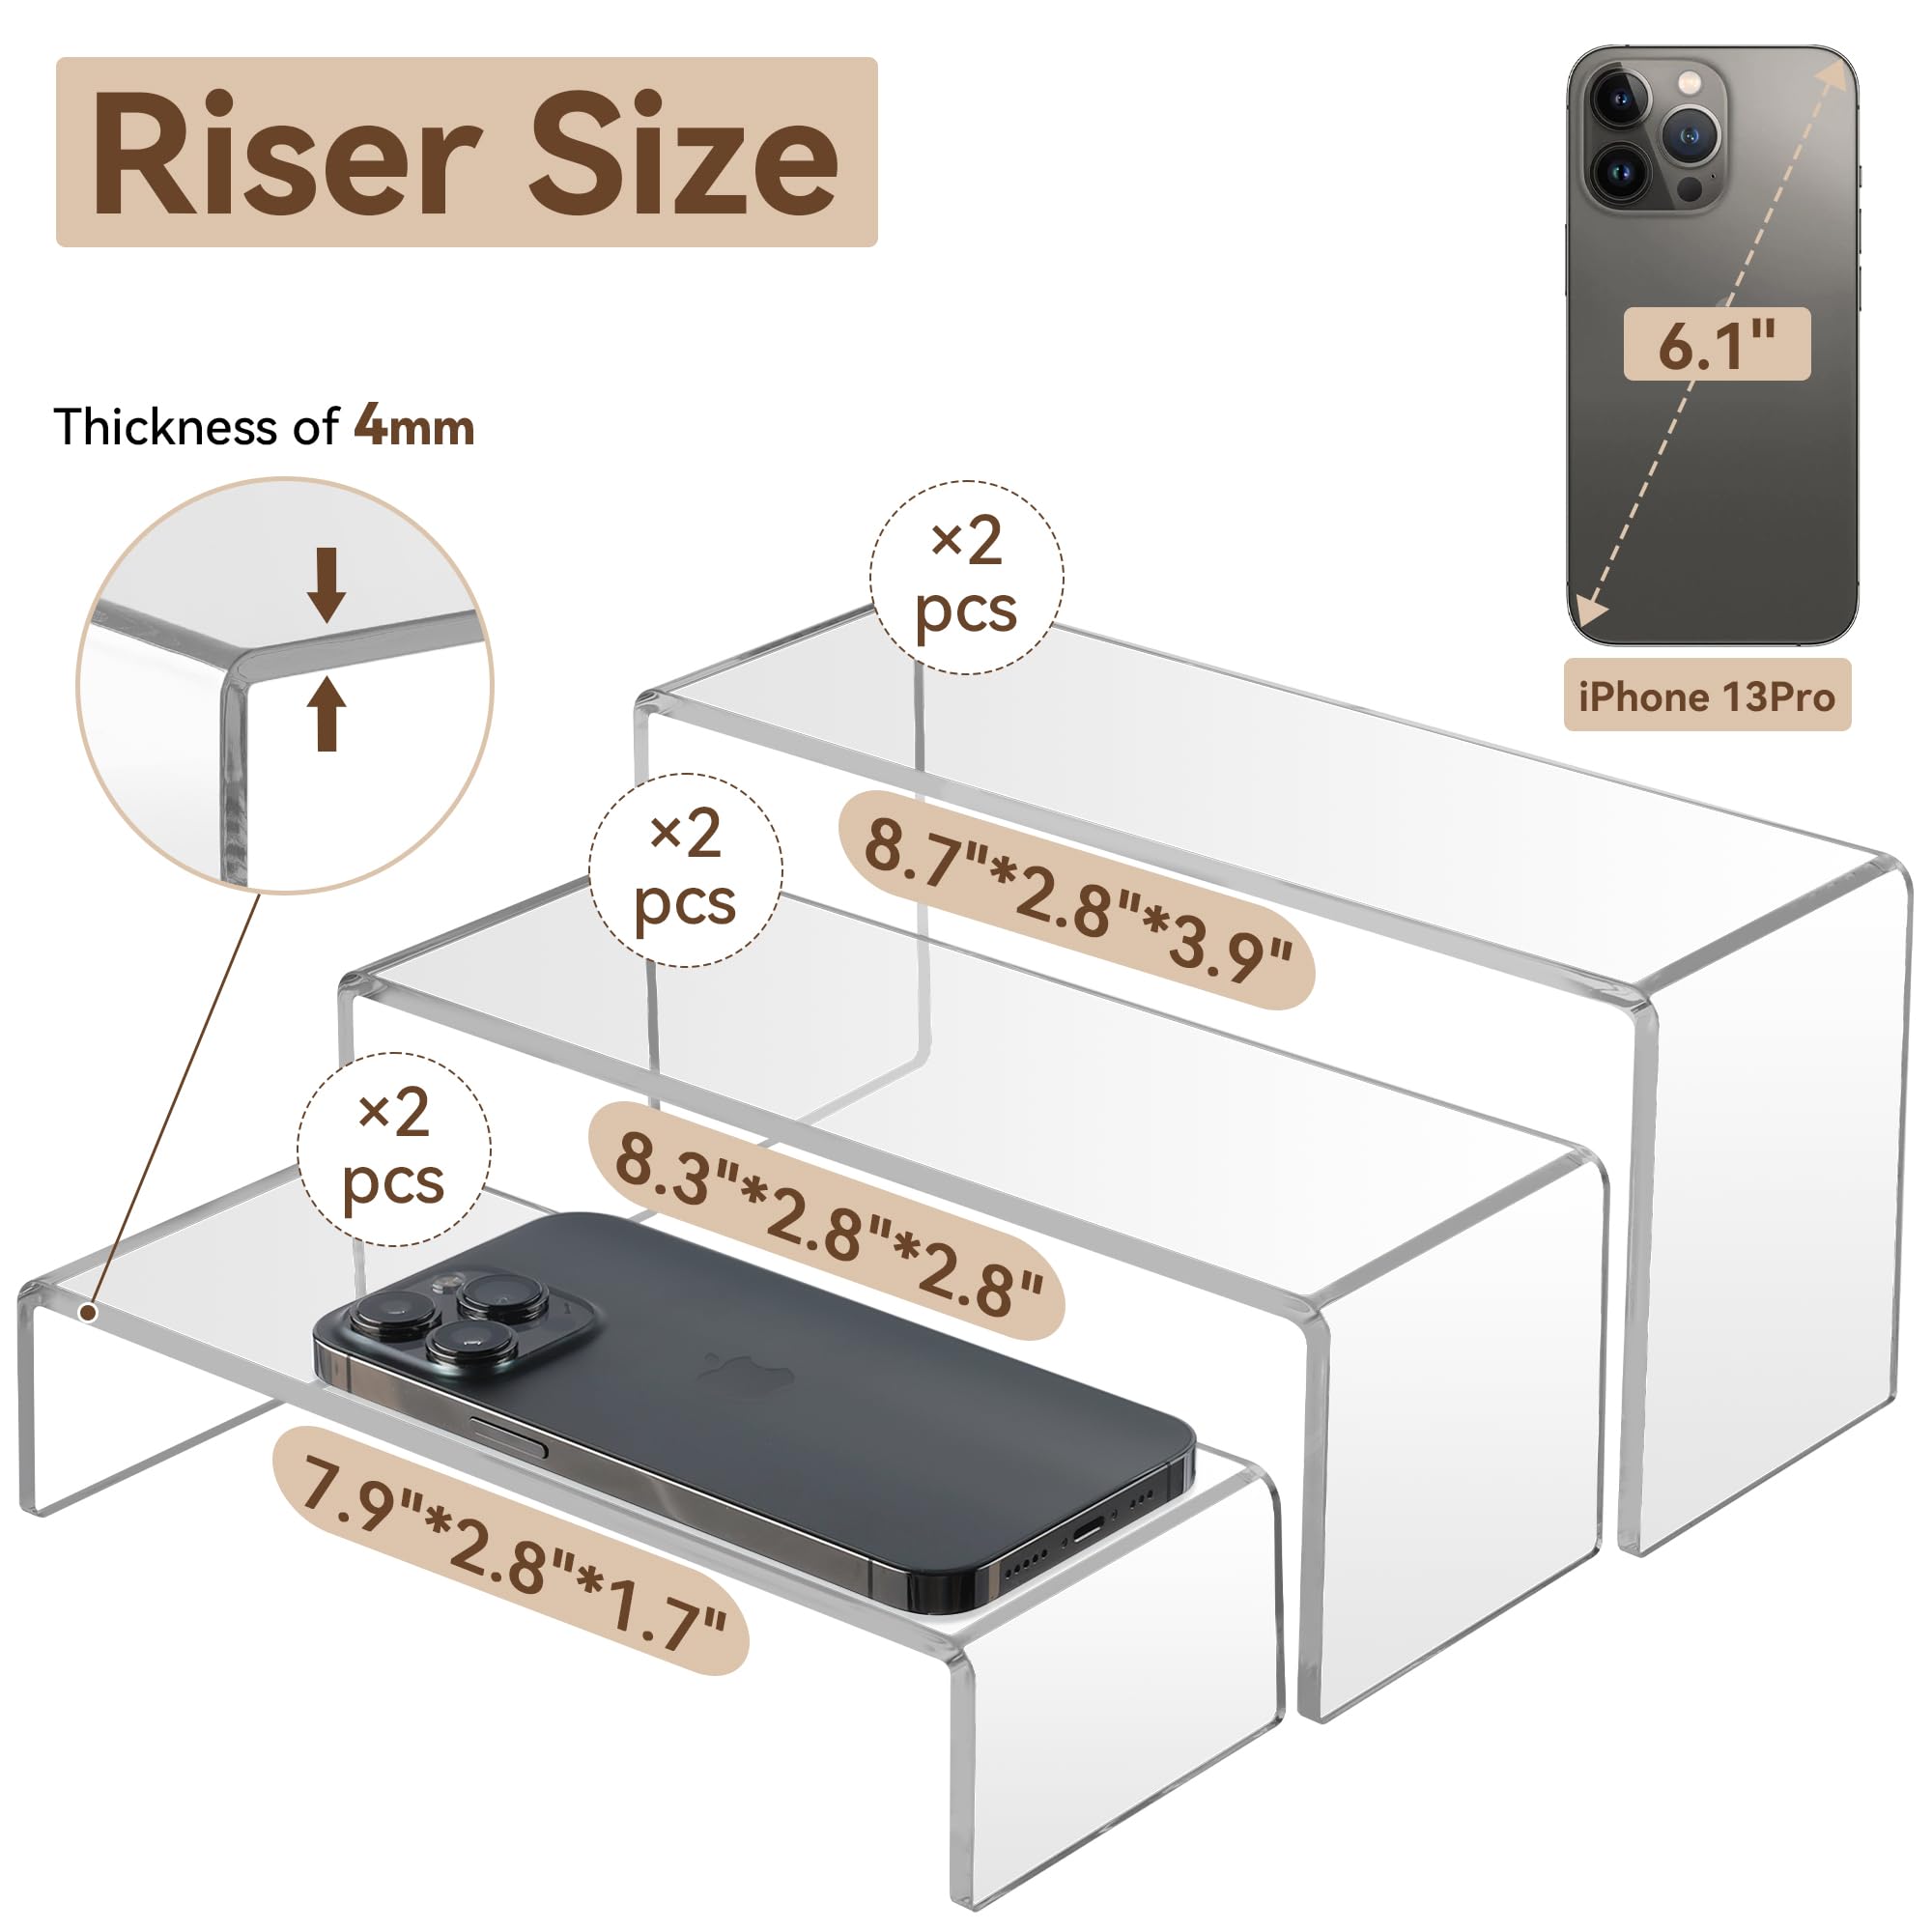 Riser Size
6.1"
iPhone 13Pro
Thickness of 4mm
×2
pcs
8.7"*2.8"*3.9"
×2
pcs
8.3"*2.8"*2.8"
×2
pcs
7.9"*2.8"*1.7"